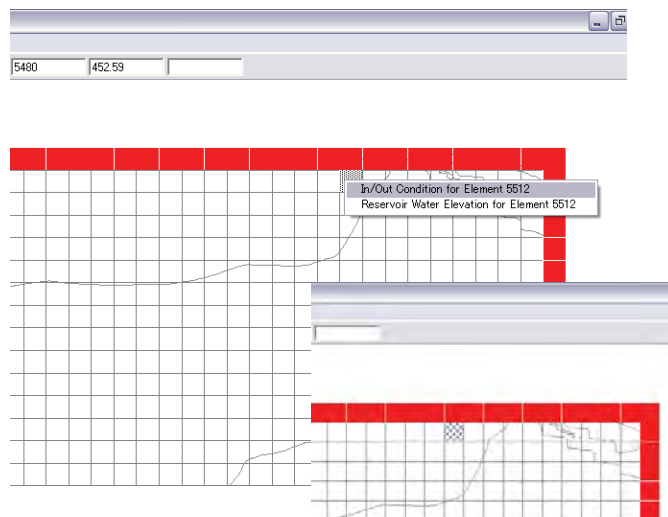 5480 452.59
In/Out Condition for Element 5512
Reservoir Water Elevation for Element 5512